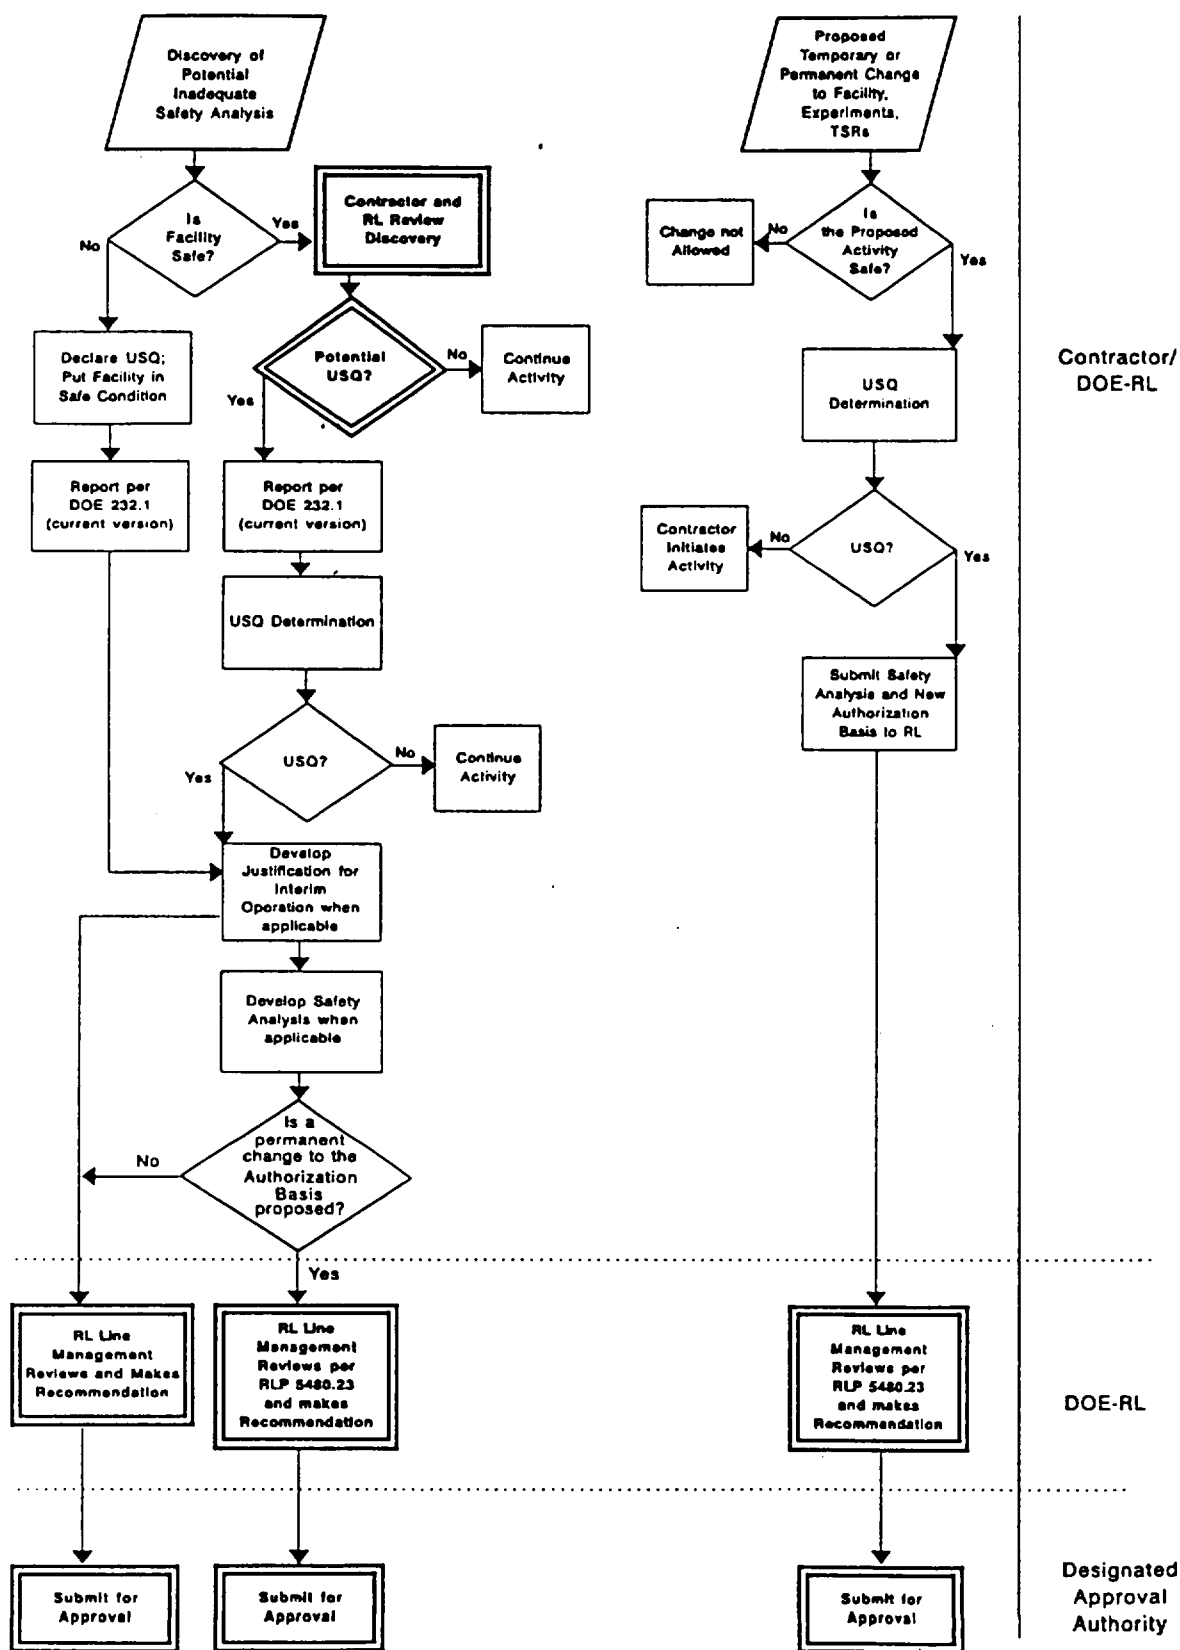 Discovery of
Potential
Inadequate
Safety Analysis
Is
Facility
Safe?
Yes
No
Contractor and
RL Review
Discovery
Declare USQ;
Put Facility in
Safe Condition
Potential
USQ?
No
Yes
Continue
Activity
Report per
DOE 232.1
(current version)
Report per
DOE 232.1
(current version)
USQ Determination
USQ?
No
Yes
Continue
Activity
Develop
Justification for
Interim
Operation when
applicable
Develop Safety
Analysis when
applicable
Is a
permanent
change to the
Authorization
Basis
proposed?
No
Yes
RL Line
Management
Reviews and Makes
Recommendation
RL Line
Management
Reviews per
RLP 5480.23
and makes
Recommendation
Submit for
Approval
Submit for
Approval
Proposed
Temporary or
Permanent Change
to Facility,
Experiments,
TSRs
Is
the Proposed
Activity
Safe?
No
Yes
Change not
Allowed
USQ
Determination
USQ?
No
Yes
Contractor
Initiates
Activity
Submit Safety
Analysis and New
Authorization
Basis to RL
RL Line
Management
Reviews per
RLP 5480.23
and makes
Recommendation
Submit for
Approval
Contractor/
DOE-RL
DOE-RL
Designated
Approval
Authority